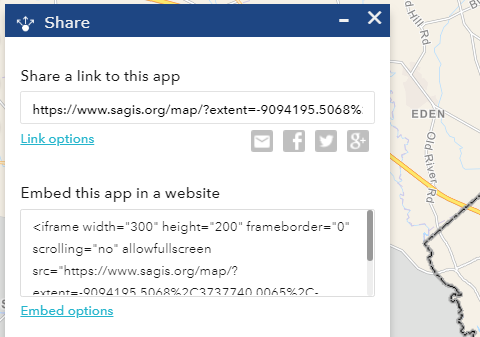 Share
Share a link to this app
https://www.sagis.org/map/?extent=-9094195.5068%
Link options
Embed this app in a website
<iframe width="300" height="200" frameborder="0"
scrolling="no" allowfullscreen
src="https://www.sagis.org/map/?
extent=-9094195.5068%2C3737740.0065%2C-
Embed options
EDEN
Old River Rd
Hill Rd